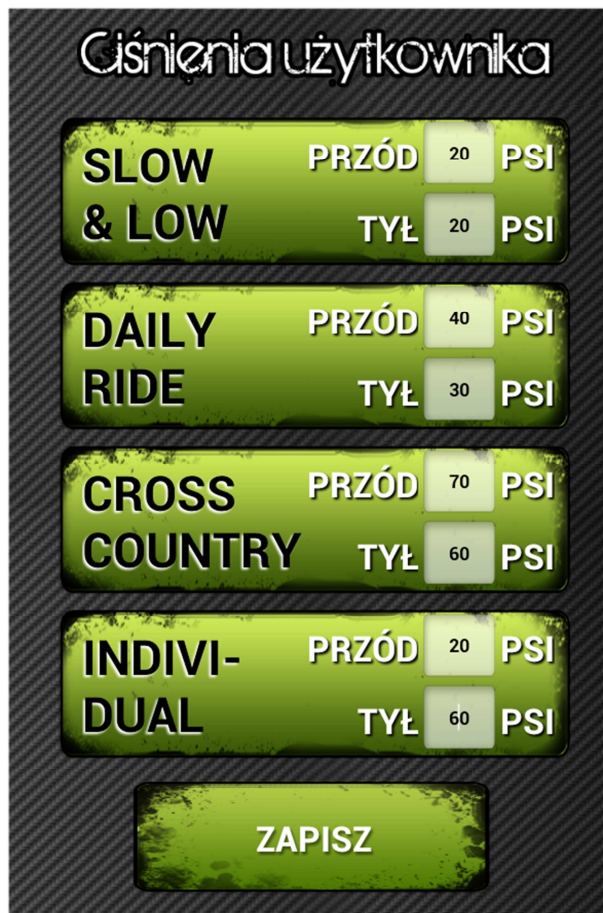 Ciśnienia użytkownika
SLOW
& LOW
PRZÓD 20 PSI
TYŁ 20 PSI
DAILY
RIDE
PRZÓD 40 PSI
TYŁ 30 PSI
CROSS
COUNTRY
PRZÓD 70 PSI
TYŁ 60 PSI
INDIVI-
DUAL
PRZÓD 20 PSI
TYŁ 60 PSI
ZAPISZ